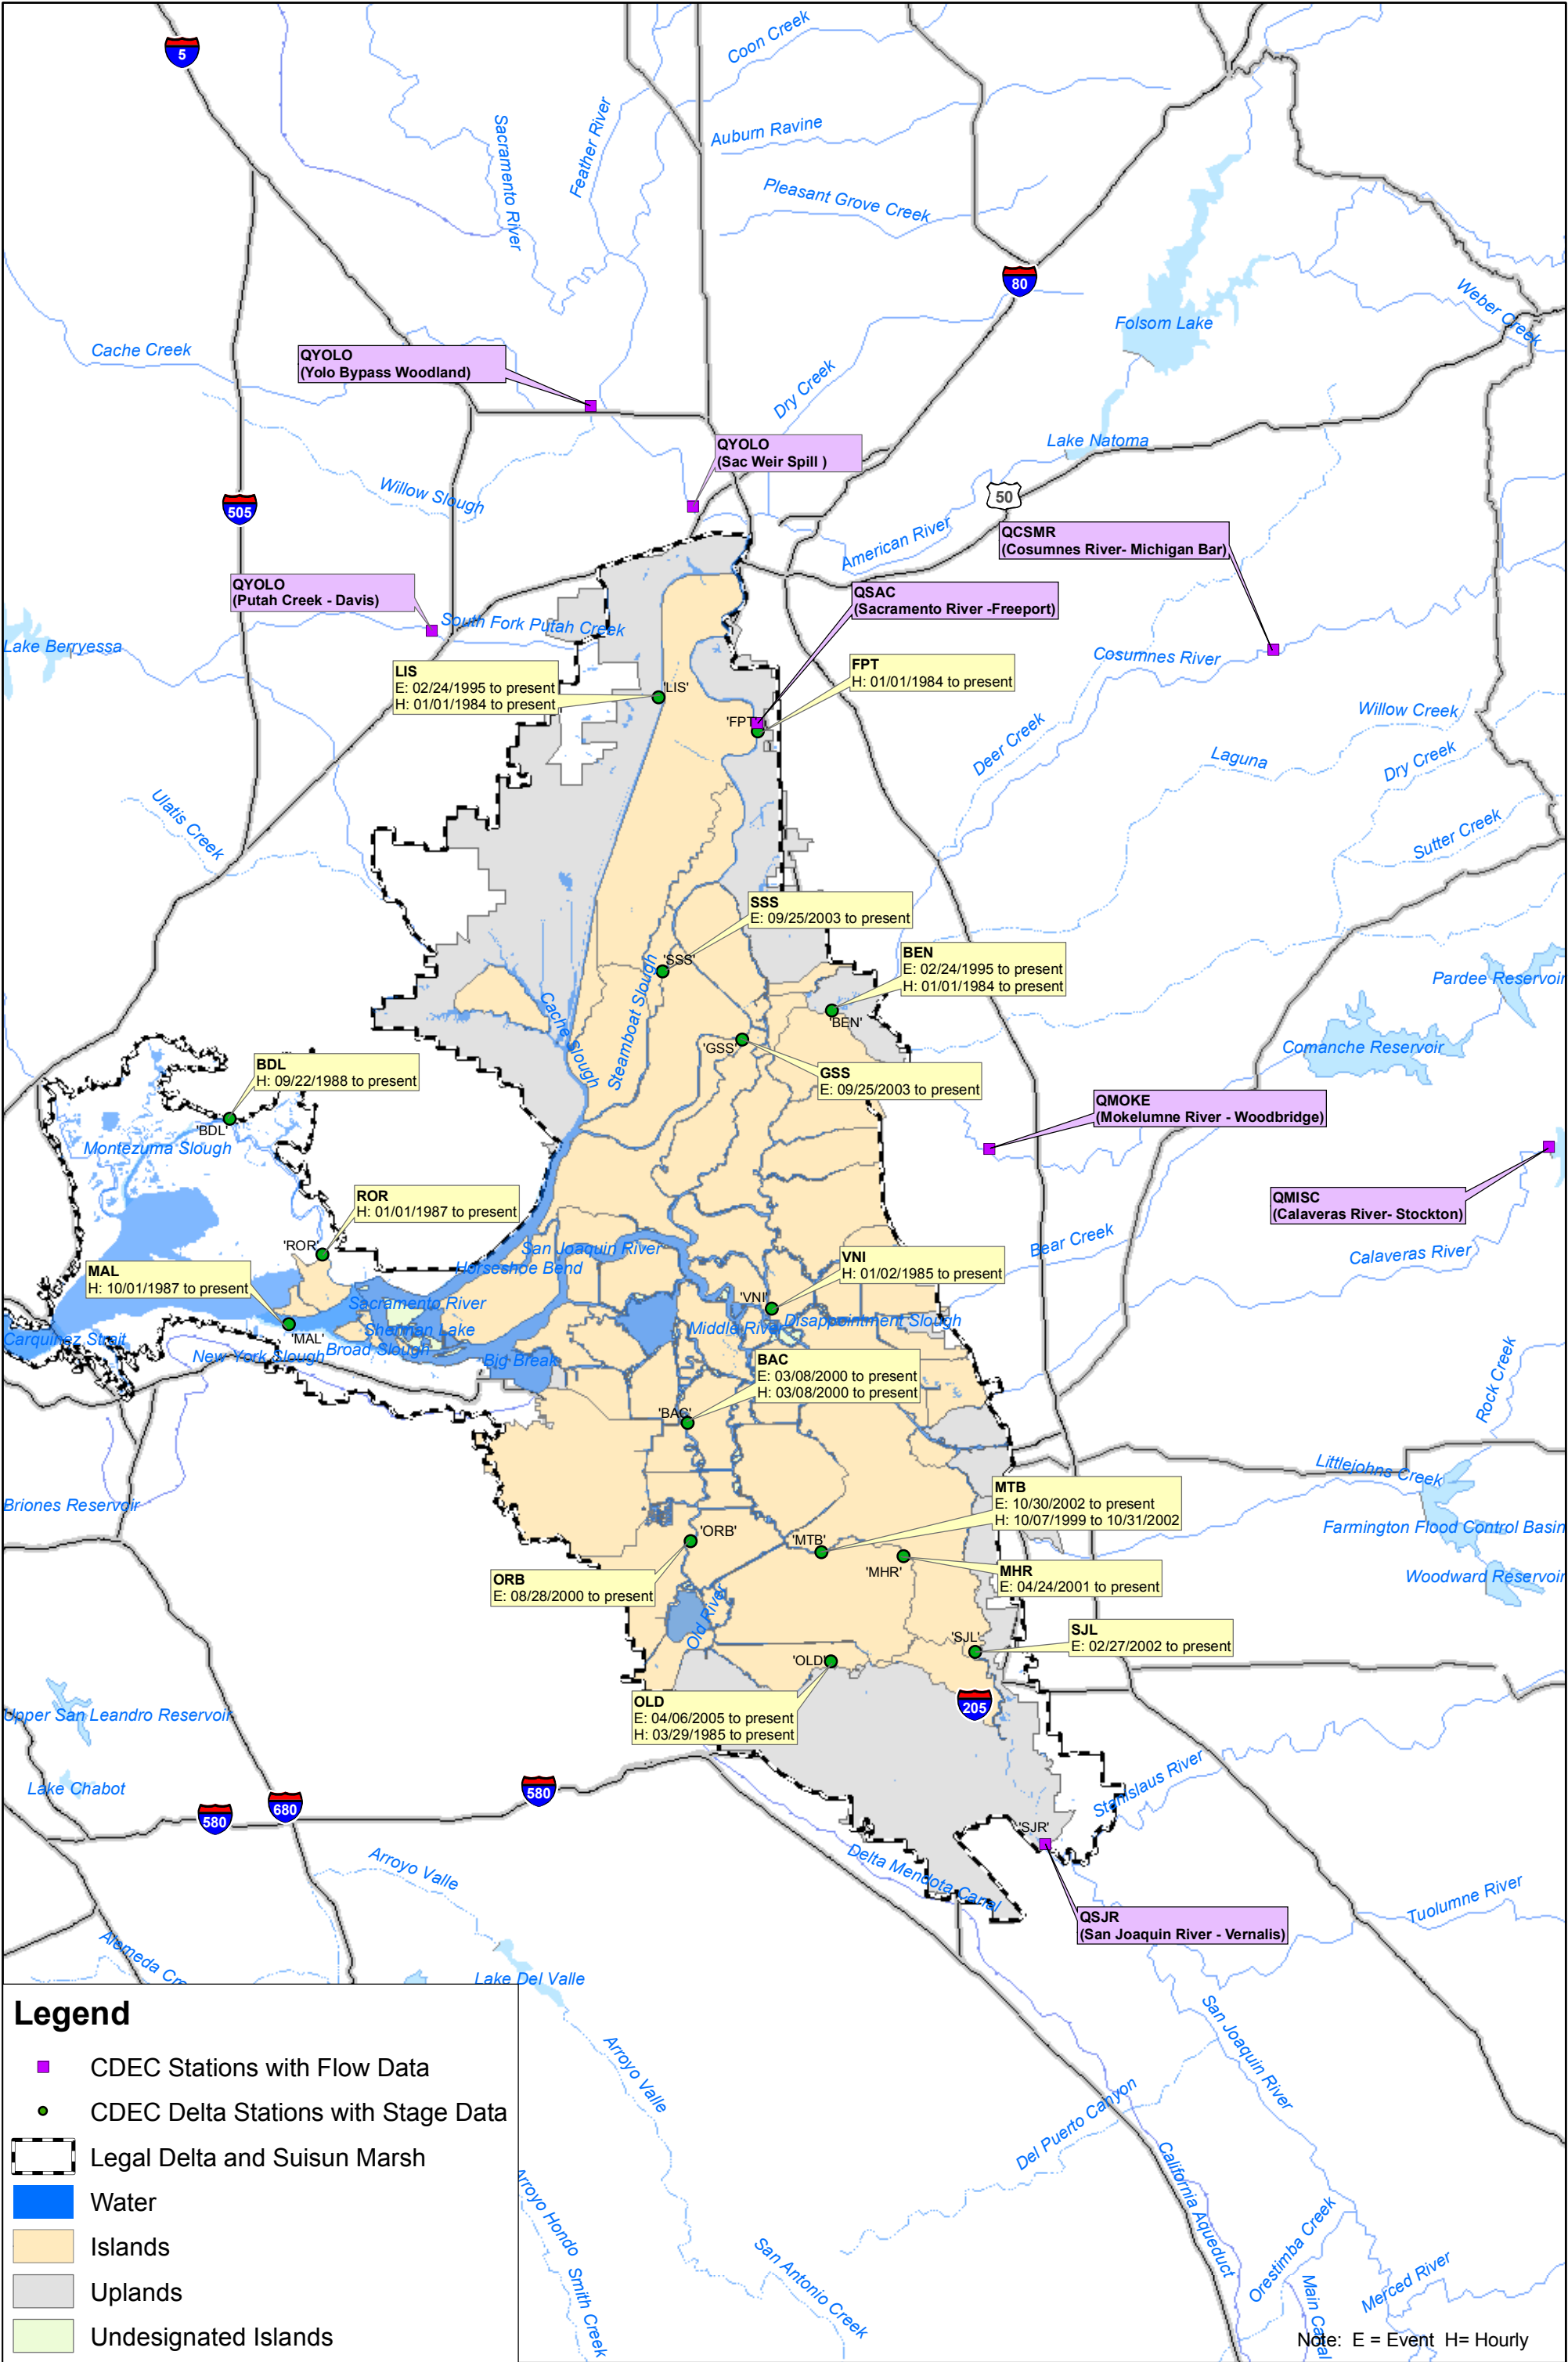 5
Coon Creek
Sacramento River
Feather River
Auburn Ravine
Pleasant Grove Creek
80
Folsom Lake
Weber Creek
Cache Creek
QYOLO
(Yolo Bypass Woodland)
Dry Creek
Lake Natoma
QYOLO
(Sac Weir Spill )
Willow Slough
505
50
American River
QCSMR
(Cosumnes River- Michigan Bar)
QYOLO
(Putah Creek - Davis)
South Fork Putah Creek
QSAC
(Sacramento River -Freeport)
Lake Berryessa
Cosumnes River
LIS
E: 02/24/1995 to present
H: 01/01/1984 to present
'LIS'
FPT
H: 01/01/1984 to present
'FPT'
Willow Creek
Deer Creek
Laguna
Dry Creek
Ulatis Creek
Sutter Creek
SSS
E: 09/25/2003 to present
'SSS'
BEN
E: 02/24/1995 to present
H: 01/01/1984 to present
'BEN'
Pardee Reservoir
Cache Slough
Steamboat Slough
'GSS'
GSS
E: 09/25/2003 to present
Comanche Reservoir
BDL
H: 09/22/1988 to present
'BDL'
Montezuma Slough
QMOKE
(Mokelumne River - Woodbridge)
QMISC
(Calaveras River- Stockton)
ROR
H: 01/01/1987 to present
'ROR'
San Joaquin River
Horseshoe Bend
Bear Creek
Calaveras River
MAL
H: 10/01/1987 to present
'MAL'
VNI
H: 01/02/1985 to present
'VNI'
Sacramento River
Sherman Lake
Middle River
Disappointment Slough
Carquinez Strait
New York Slough
Broad Slough
Big Break
BAC
E: 03/08/2000 to present
H: 03/08/2000 to present
'BAC'
Rock Creek
Littlejohns Creek
MTB
E: 10/30/2002 to present
H: 10/07/1999 to 10/31/2002
Briones Reservoir
Farmington Flood Control Basin
'ORB'
'MTB'
'MHR'
MHR
E: 04/24/2001 to present
Woodward Reservoir
ORB
E: 08/28/2000 to present
Old River
SJL
E: 02/27/2002 to present
'SJL'
'OLD'
OLD
E: 04/06/2005 to present
H: 03/29/1985 to present
205
Upper San Leandro Reservoir
Lake Chabot
580
680
580
Stanislaus River
'SJR'
Delta Mendota Canal
Arroyo Valle
QSJR
(San Joaquin River - Vernalis)
Tuolumne River
Alameda Cre
Lake Del Valle
Legend
CDEC Stations with Flow Data
CDEC Delta Stations with Stage Data
Legal Delta and Suisun Marsh
Water
Islands
Uplands
Undesignated Islands
Arroyo Valle
San Joaquin River
Del Puerto Canyon
California Aqueduct
Arroyo Hondo
Smith Creek
San Antonio Creek
Orestimba Creek
Main Canal
Merced River
Note: E = Event H= Hourly